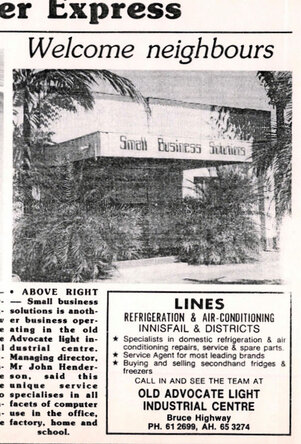 er Express
Welcome neighbours
Small Business Solutions
• ABOVE RIGHT
— Small business
solutions is anoth-
er business oper-
ating in the old
Advocate light in-
dustrial centre.
Managing director,
Mr John Hender-
son, said this
unique service
specialises in all
facets of computer
use in the office,
factory, home and
school.
LINES
REFRIGERATION & AIR-CONDITIONING
INNISFAIL & DISTRICTS
★ Specialists in domestic refrigeration & air
conditioning repairs, service & spare parts.
★ Service Agent for most leading brands
★ Buying and selling secondhand fridges &
freezers
CALL IN AND SEE THE TEAM AT
OLD ADVOCATE LIGHT
INDUSTRIAL CENTRE
Bruce Highway
PH. 61 2699, AH. 65 3274